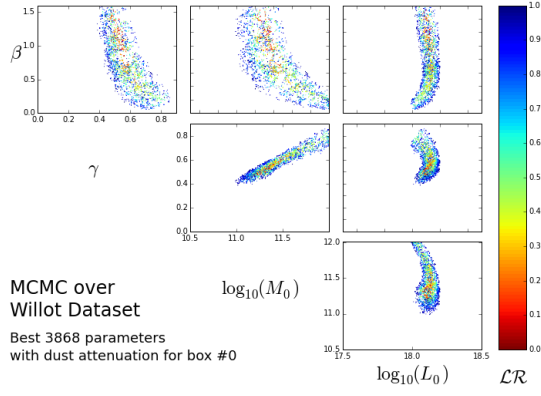 1.5
1.0
0.5
0.0
β
0.0 0.2 0.4 0.6 0.8
γ
0.8
0.6
0.4
0.2
0.0
10.5 11.0 11.5
log₁₀(M₀)
12.0
11.5
11.0
10.5
17.5 18.0 18.5
log₁₀(L₀)
1.0
0.9
0.8
0.7
0.6
0.5
0.4
0.3
0.2
0.1
0.0
ℒℛ
MCMC over
Willot Dataset
Best 3868 parameters
with dust attenuation for box #0